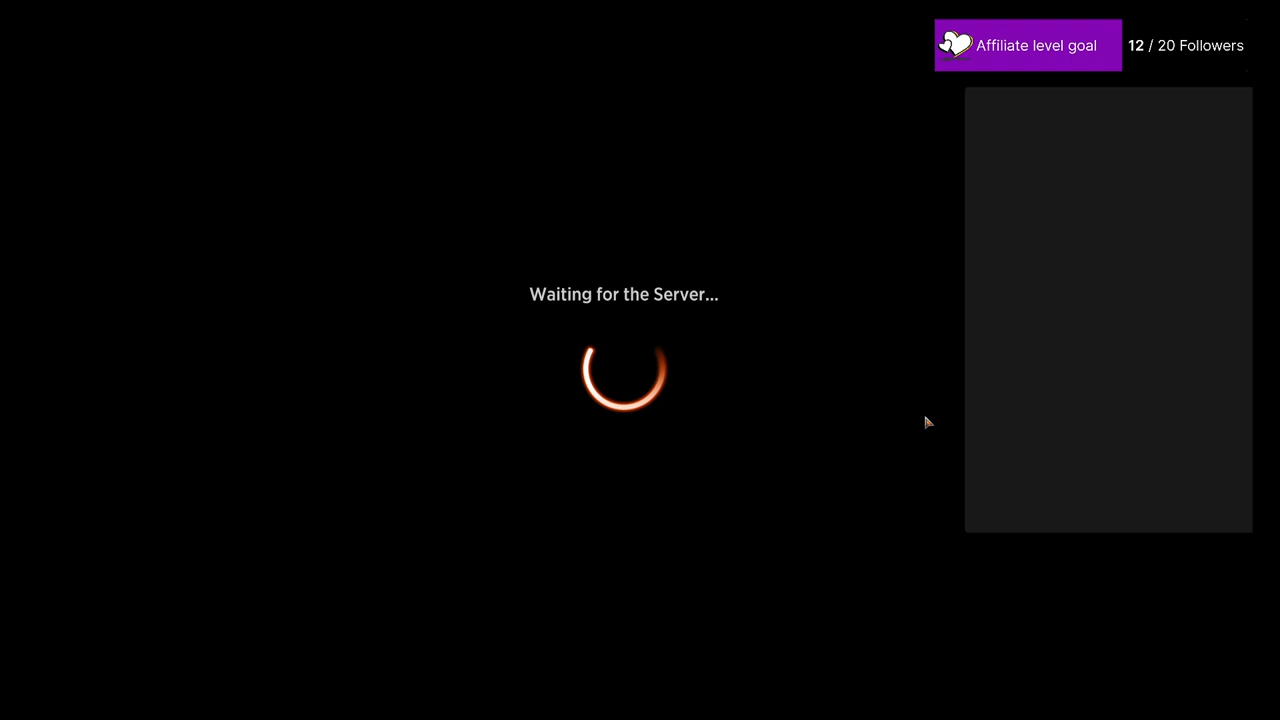 Affiliate level goal 12 / 20 Followers
Waiting for the Server...